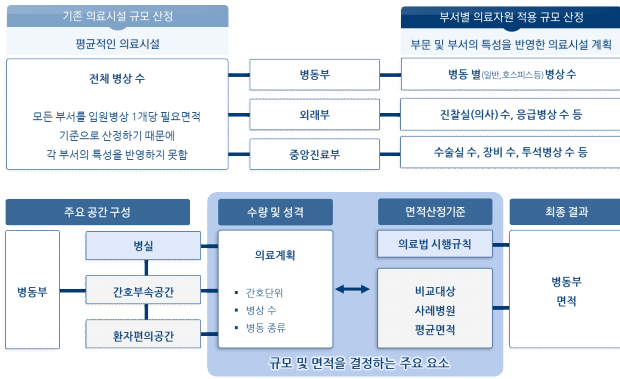 기존 의료시설 규모 산정
부서별 의료자원 적용 규모 산정
평균적인 의료시설
부문 및 부서의 특성을 반영한 의료시설 계획
전체 병상 수
모든 부서를 입원병상 1개당 필요면적
기준으로 산정하기 때문에
각 부서의 특성을 반영하지 못함
병동부
병동 별(일반, 호스피스 등) 병상 수
외래부
진찰실(의사) 수, 응급병상 수 등
중앙진료부
수술실 수, 장비 수, 투석병상 수 등
주요 공간 구성
수량 및 성격
면적산정기준
최종 결과
병동부
병실
간호부속공간
환자편의공간
의료계획
▪ 간호단위
▪ 병상 수
▪ 병동 종류
의료법 시행규칙
비교대상
사례병원
평균면적
병동부
면적
규모 및 면적을 결정하는 주요 요소